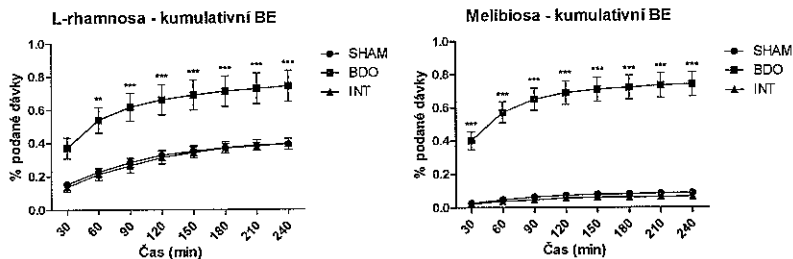 L-rhamnosa - kumulativní BE
% podané dávky
1.0
0.8
0.6
0.4
0.2
0.0
** *** *** *** *** *** ***
30 60 90 120 150 180 210 240
Čas (min)
SHAM
BDO
INT
Melibiosa - kumulativní BE
% podané dávky
1.0
0.8
0.6
0.4
0.2
0.0
*** *** *** *** *** *** *** ***
30 60 90 120 150 180 210 240
Čas (min)
SHAM
BDO
INT